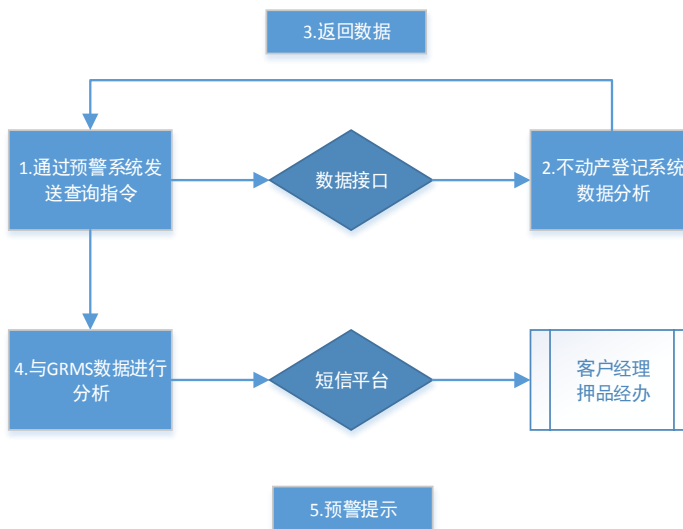 3.返回数据
1.通过预警系统发
送查询指令
数据接口
2.不动产登记系统
数据分析
4.与GRMS数据进行
分析
短信平台
客户经理
押品经办
5.预警提示